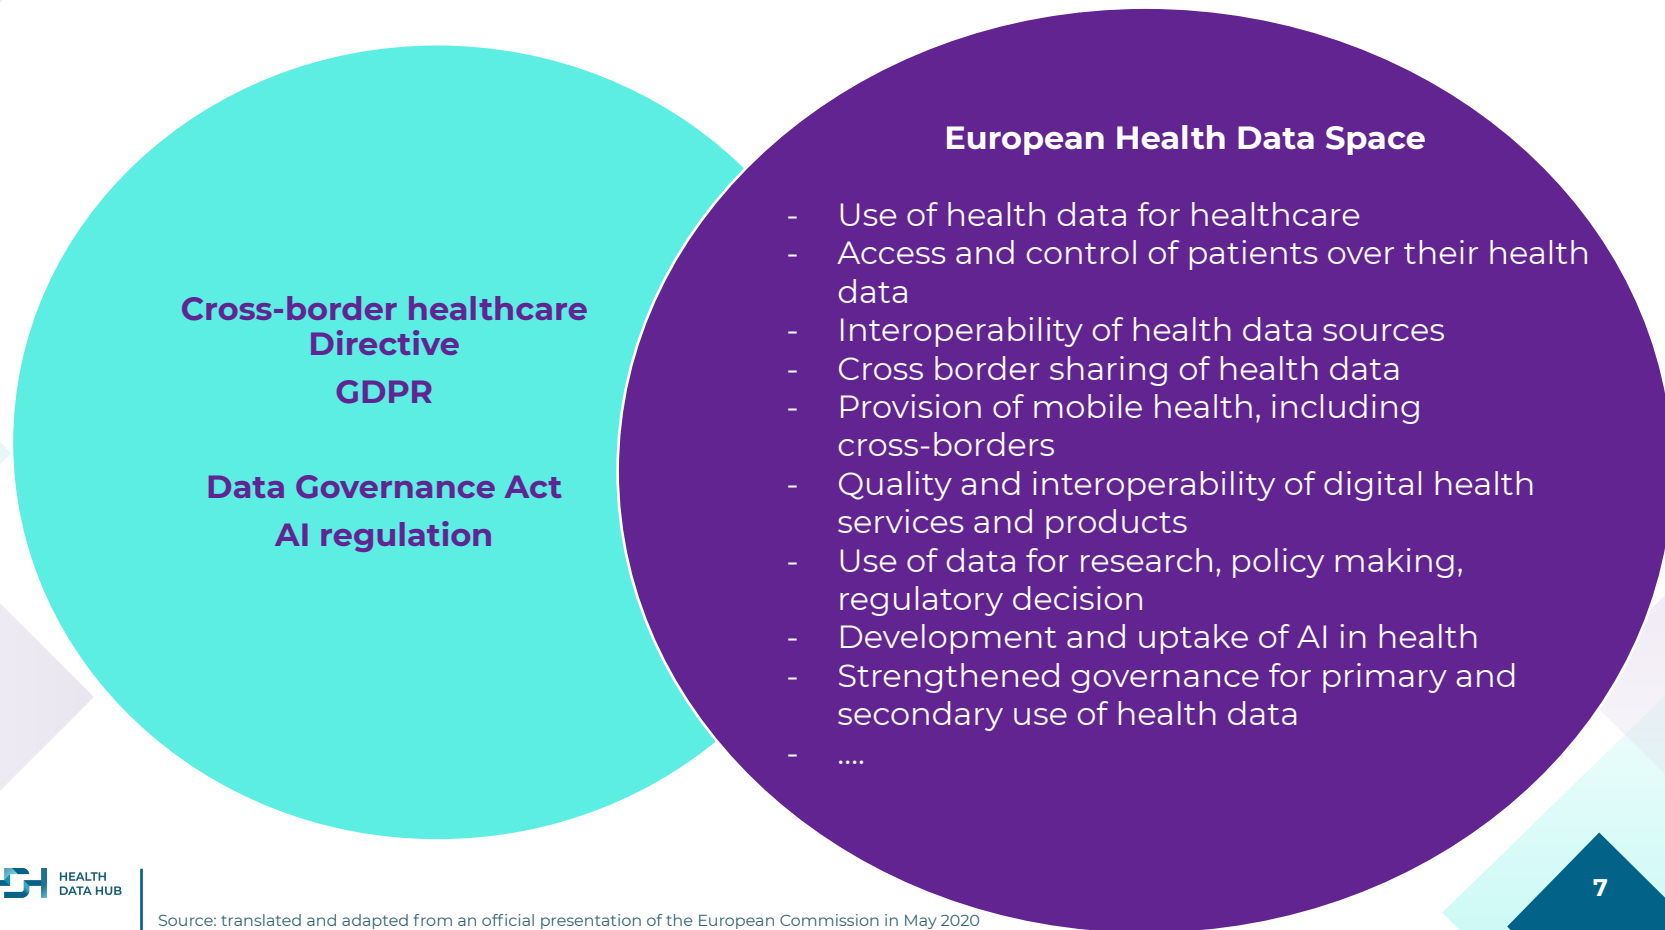 Cross-border healthcare
Directive
GDPR
Data Governance Act
AI regulation
European Health Data Space
- Use of health data for healthcare
- Access and control of patients over their health
data
- Interoperability of health data sources
- Cross border sharing of health data
- Provision of mobile health, including
cross-borders
- Quality and interoperability of digital health
services and products
- Use of data for research, policy making,
regulatory decision
- Development and uptake of AI in health
- Strengthened governance for primary and
secondary use of health data
- ....
HEALTH
DATA HUB
Source: translated and adapted from an official presentation of the European Commission in May 2020
7